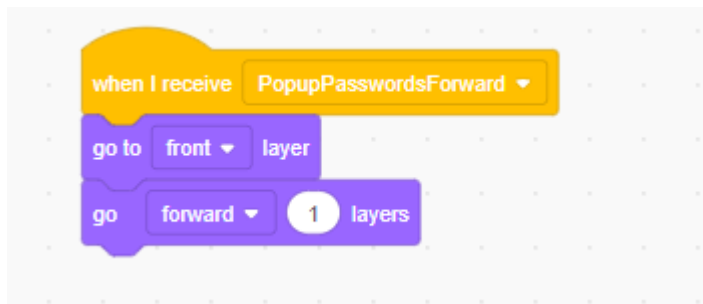 when I receive PopupPasswordsForward
go to front layer
go forward 1 layers